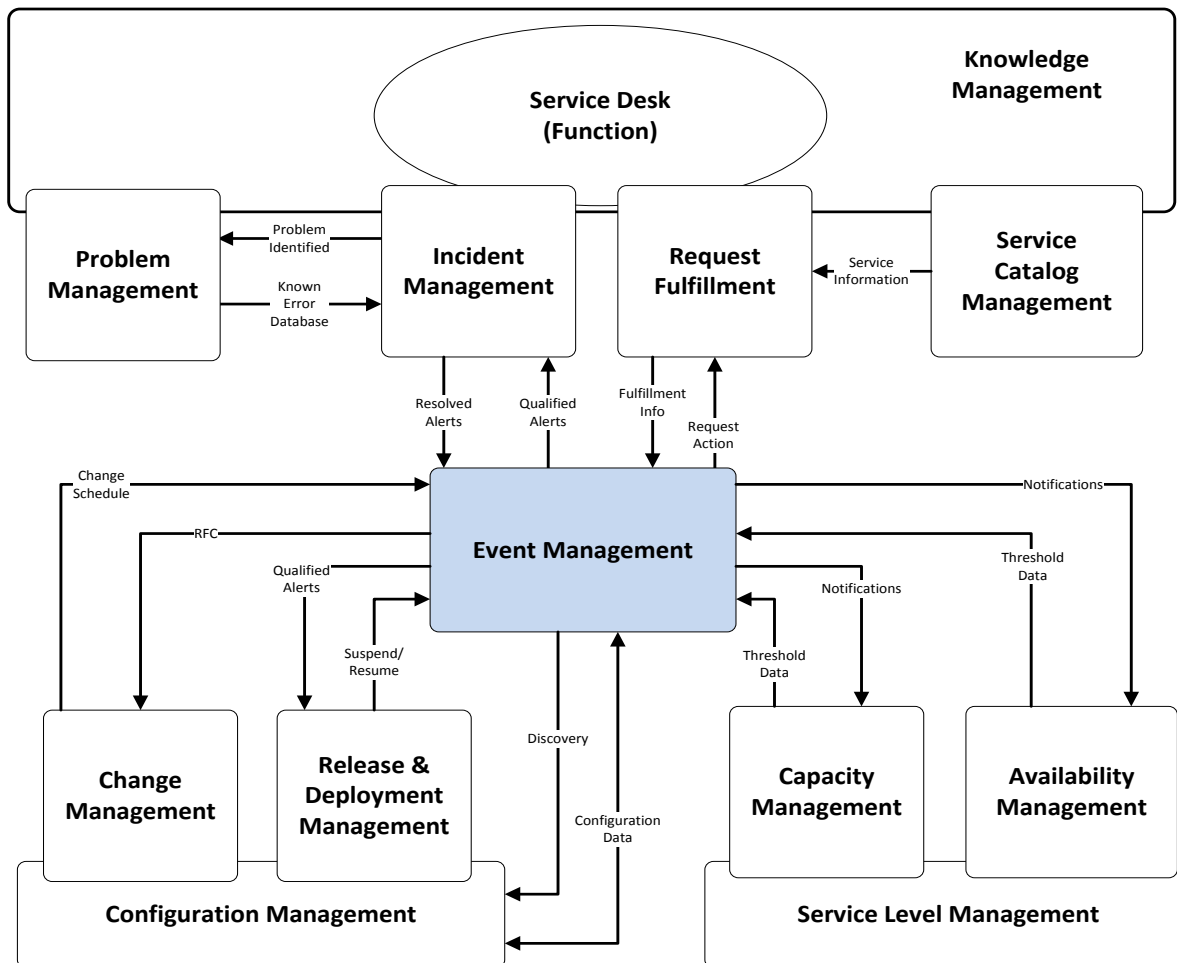 Knowledge
Management
Service Desk
(Function)
Problem
Management
Problem
Identified
Known
Error
Database
Incident
Management
Request
Fulfillment
Service
Information
Service
Catalog
Management
Resolved
Alerts
Qualified
Alerts
Fulfillment
Info
Request
Action
Change
Schedule
Notifications
RFC
Event Management
Qualified
Alerts
Threshold
Data
Notifications
Suspend/
Resume
Threshold
Data
Discovery
Change
Management
Release &
Deployment
Management
Configuration
Data
Capacity
Management
Availability
Management
Configuration Management
Service Level Management